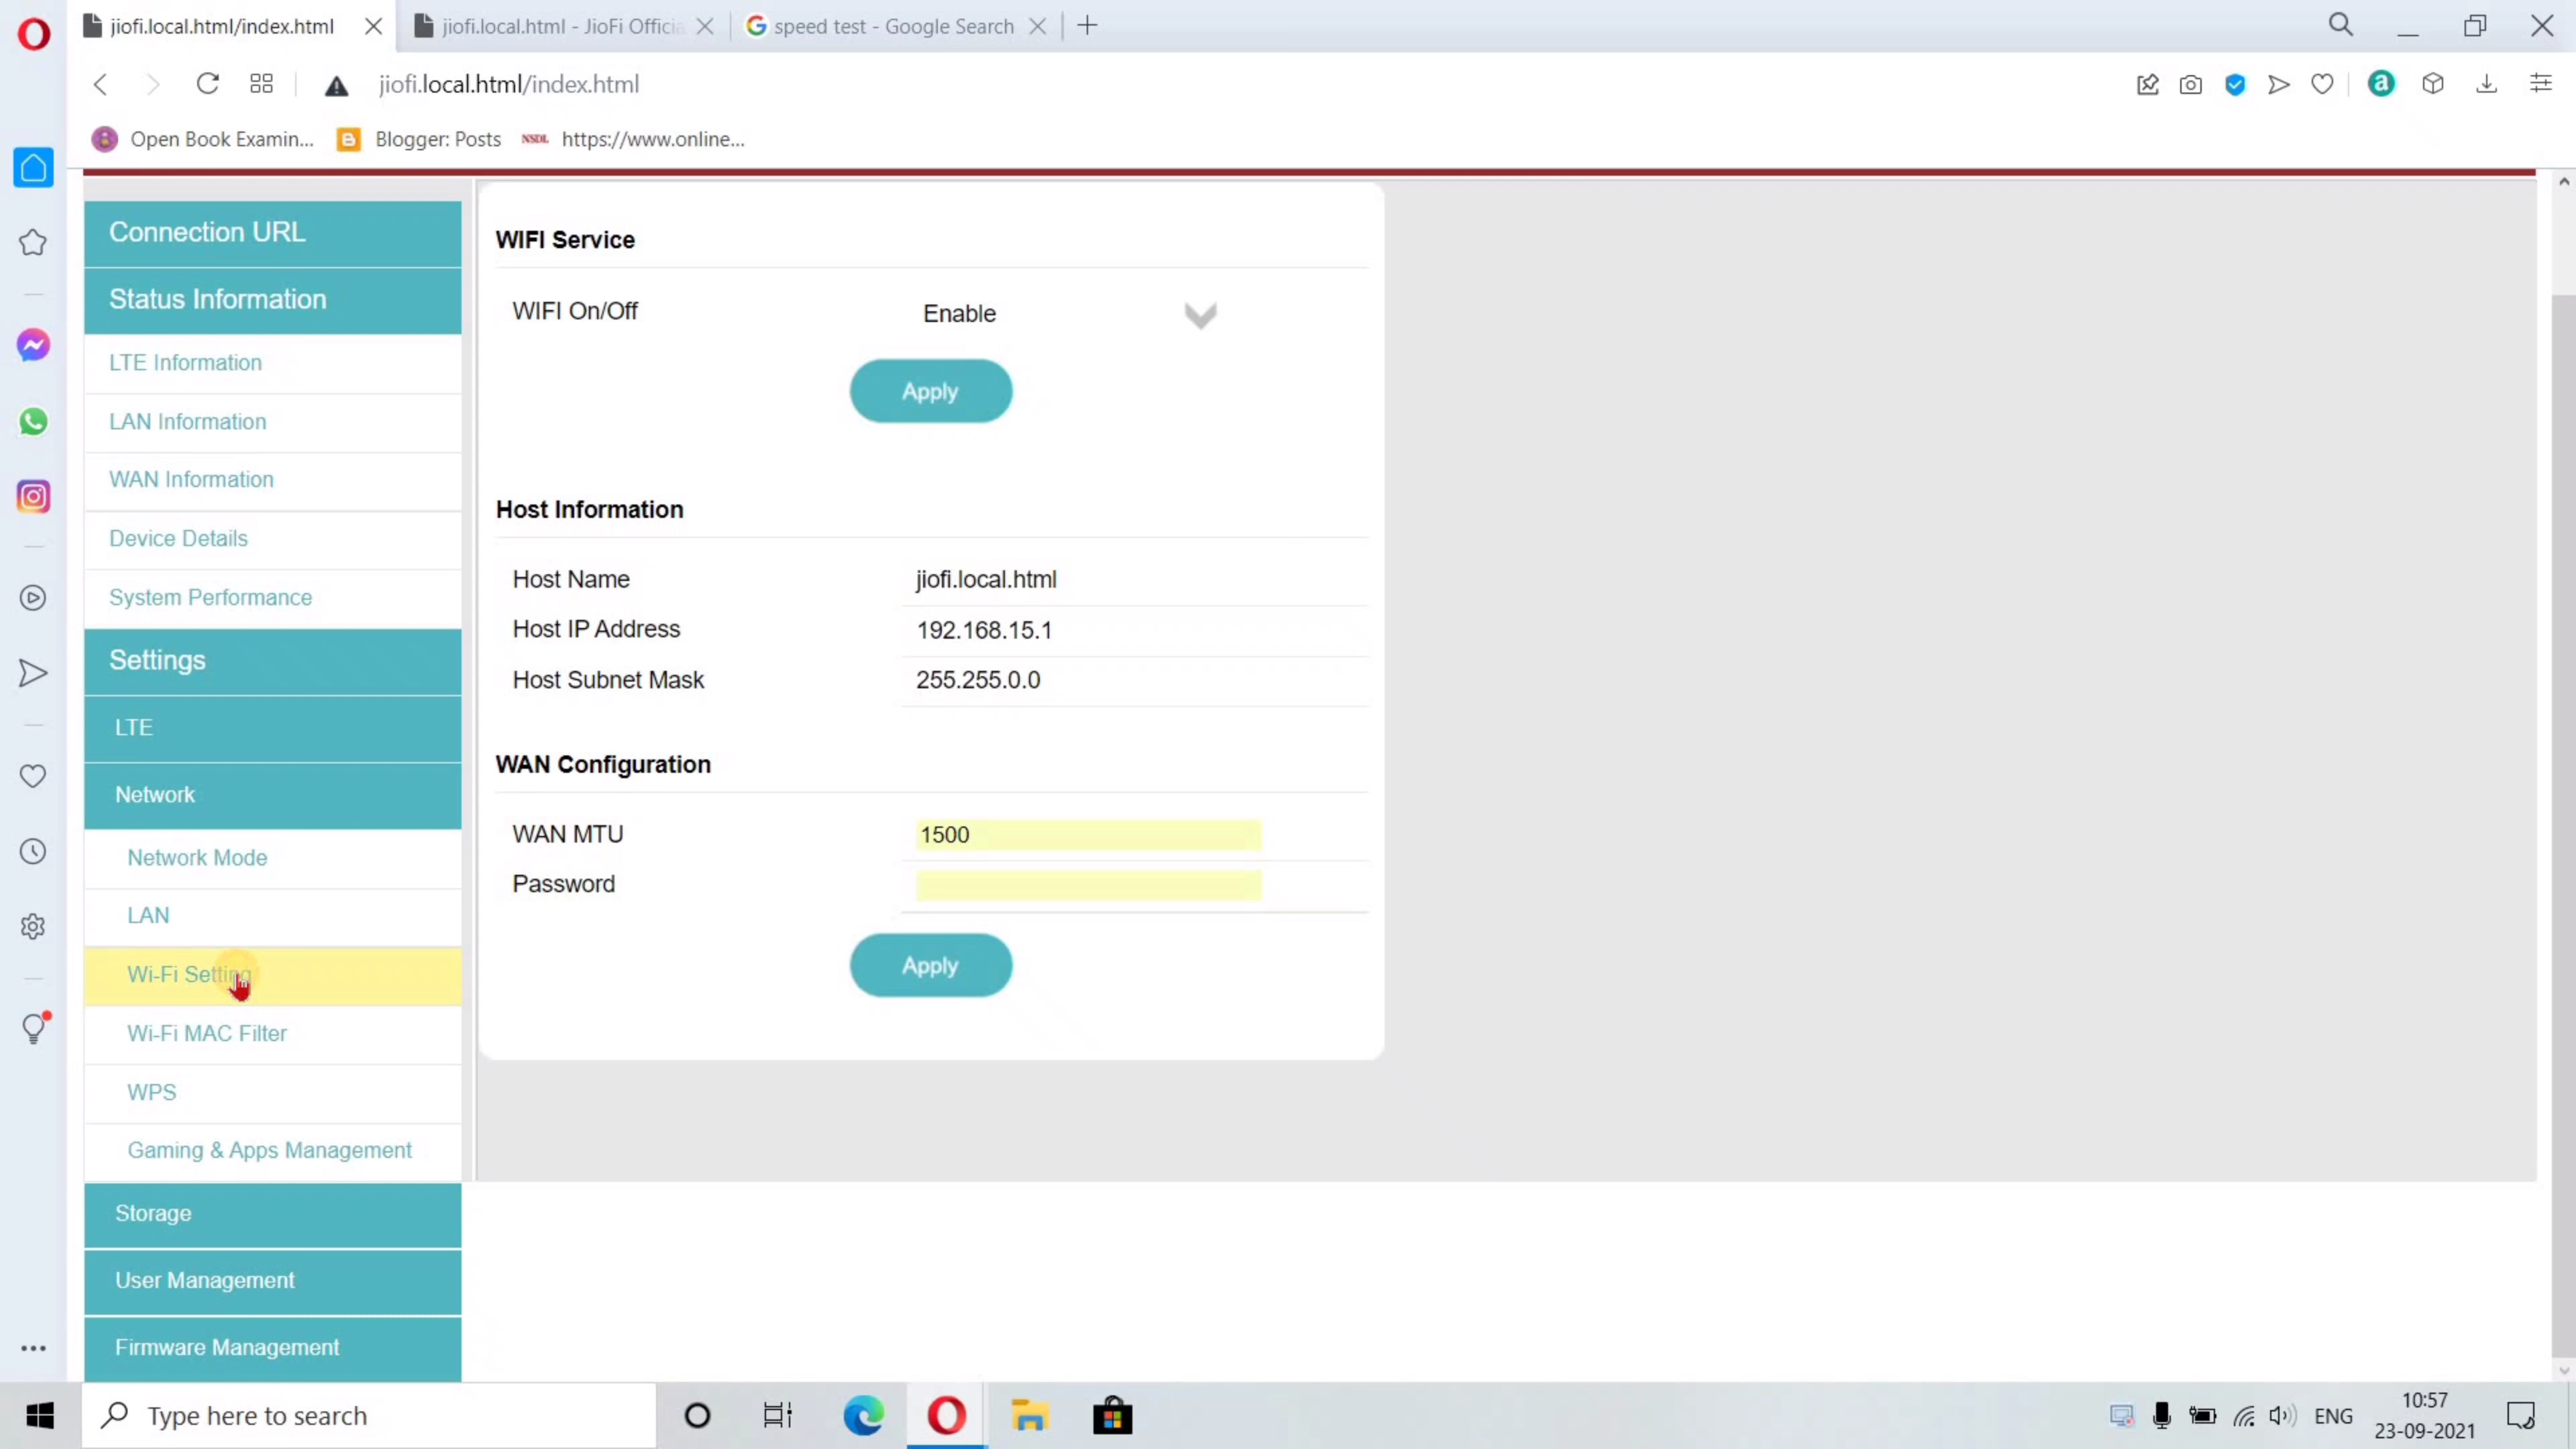 jiofi.local.html/index.html
jiofi.local.html - JioFi Officia
speed test - Google Search
jiofi.local.html/index.html
Open Book Examin...
Blogger: Posts
NSDL
https://www.online...
Connection URL
Status Information
LTE Information
LAN Information
WAN Information
Device Details
System Performance
Settings
LTE
Network
Network Mode
LAN
Wi-Fi Setting
Wi-Fi MAC Filter
WPS
Gaming & Apps Management
Storage
User Management
Firmware Management
WIFI Service
WIFI On/Off Enable
Apply
Host Information
Host Name jiofi.local.html
Host IP Address 192.168.15.1
Host Subnet Mask 255.255.0.0
WAN Configuration
WAN MTU 1500
Password
Apply
Type here to search
ENG
10:57
23-09-2021